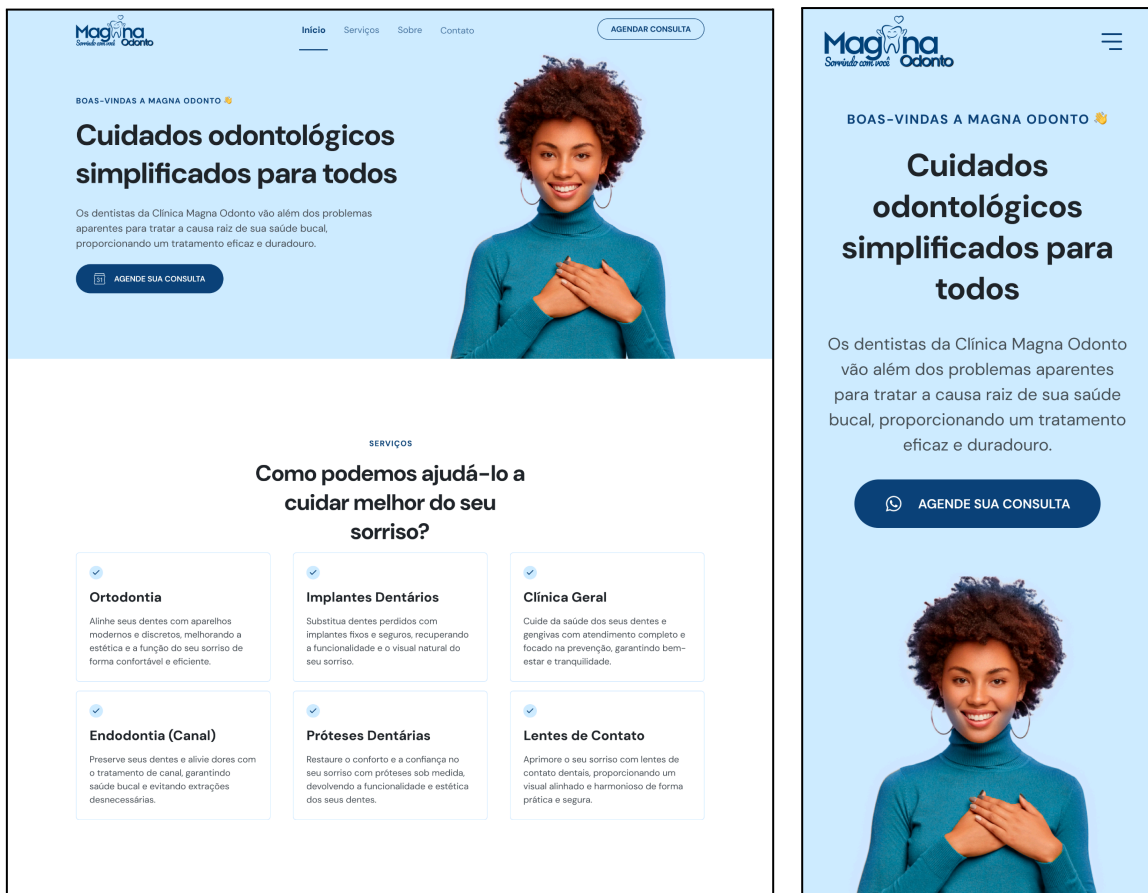 Magna
Sorrindo com você Odonto
Início Serviços Sobre Contato
AGENDAR CONSULTA
BOAS-VINDAS A MAGNA ODONTO 👋
Cuidados odontológicos
simplificados para todos
Os dentistas da Clínica Magna Odonto vão além dos problemas
aparentes para tratar a causa raiz de sua saúde bucal,
proporcionando um tratamento eficaz e duradouro.
31 AGENDE SUA CONSULTA
SERVIÇOS
Como podemos ajudá-lo a
cuidar melhor do seu
sorriso?
Ortodontia
Alinhe seus dentes com aparelhos
modernos e discretos, melhorando a
estética e a função do seu sorriso de
forma confortável e eficiente.
Implantes Dentários
Substitua dentes perdidos com
implantes fixos e seguros, recuperando
a funcionalidade e o visual natural do
seu sorriso.
Clínica Geral
Cuide da saúde dos seus dentes e
gengivas com atendimento completo e
focado na prevenção, garantindo bem-
estar e tranquilidade.
Endodontia (Canal)
Preserve seus dentes e alivie dores com
o tratamento de canal, garantindo
saúde bucal e evitando extrações
desnecessárias.
Próteses Dentárias
Restaure o conforto e a confiança no
seu sorriso com próteses sob medida,
devolvendo a funcionalidade e estética
dos seus dentes.
Lentes de Contato
Aprimore o seu sorriso com lentes de
contato dentais, proporcionando um
visual alinhado e harmonioso de forma
prática e segura.
Magna
Sorrindo com você Odonto
BOAS-VINDAS A MAGNA ODONTO 👋
Cuidados
odontológicos
simplificados para
todos
Os dentistas da Clínica Magna Odonto
vão além dos problemas aparentes
para tratar a causa raiz de sua saúde
bucal, proporcionando um tratamento
eficaz e duradouro.
AGENDE SUA CONSULTA